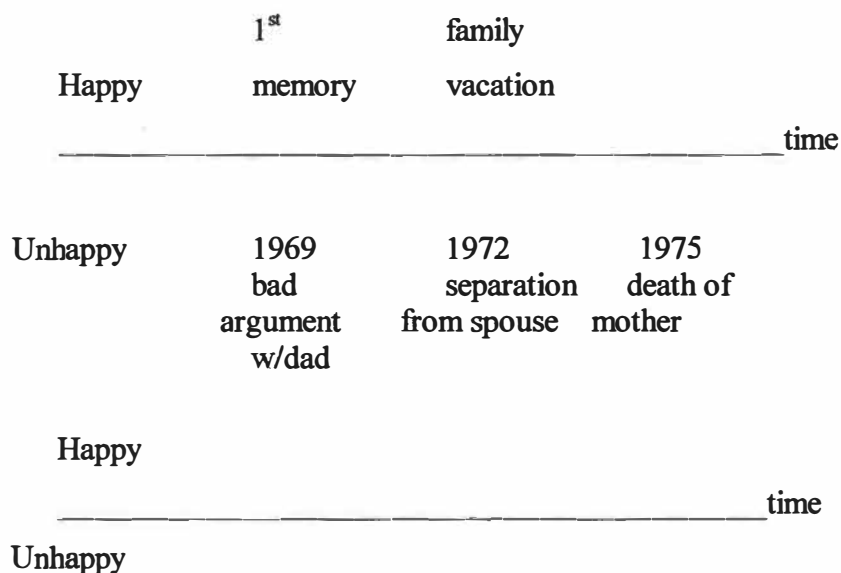 1st family
Happy memory vacation
time
Unhappy 1969 1972 1975
bad separation death of
argument from spouse mother
w/dad
Happy
time
Unhappy